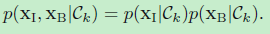 p(x_I, x_B|C_k) = p(x_I|C_k)p(x_B|C_k).